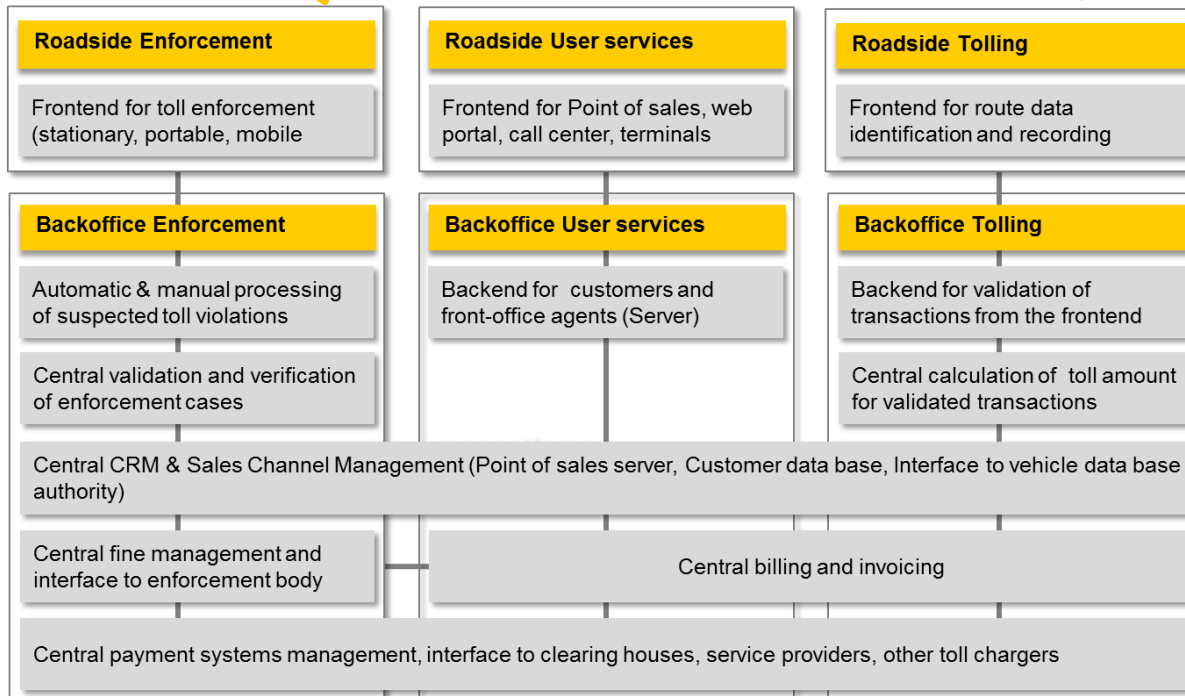 Roadside Enforcement
Frontend for toll enforcement
(stationary, portable, mobile
Roadside User services
Frontend for Point of sales, web
portal, call center, terminals
Roadside Tolling
Frontend for route data
identification and recording
Backoffice Enforcement
Automatic & manual processing
of suspected toll violations
Central validation and verification
of enforcement cases
Backoffice User services
Backend for customers and
front-office agents (Server)
Backoffice Tolling
Backend for validation of
transactions from the frontend
Central calculation of toll amount
for validated transactions
Central CRM & Sales Channel Management (Point of sales server, Customer data base, Interface to vehicle data base
authority)
Central fine management and
interface to enforcement body
Central billing and invoicing
Central payment systems management, interface to clearing houses, service providers, other toll chargers